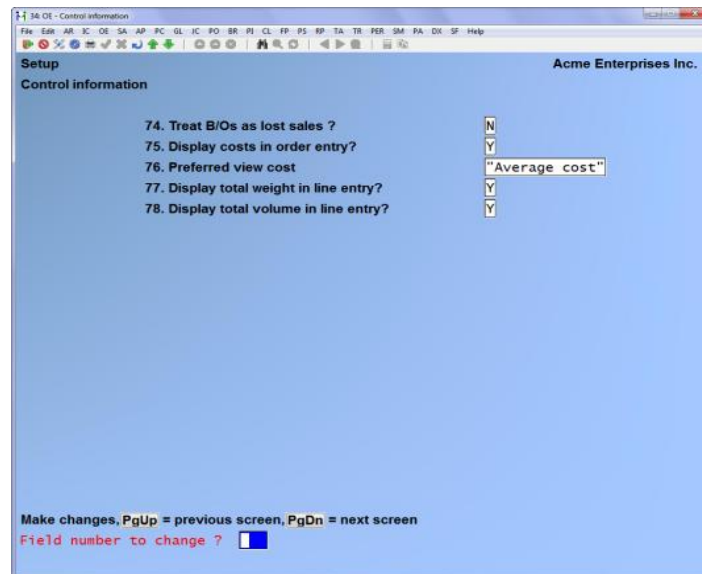 34: OE - Control information
File Edit AR IC OE SA AP PC GL JC PO BR PJ CL FP PS RP TA TR PER SM PA DX SF Help
Setup Acme Enterprises Inc.
Control information
74. Treat B/Os as lost sales ? N
75. Display costs in order entry? Y
76. Preferred view cost "Average cost"
77. Display total weight in line entry? Y
78. Display total volume in line entry? Y
Make changes, PgUp = previous screen, PgDn = next screen
Field number to change ?